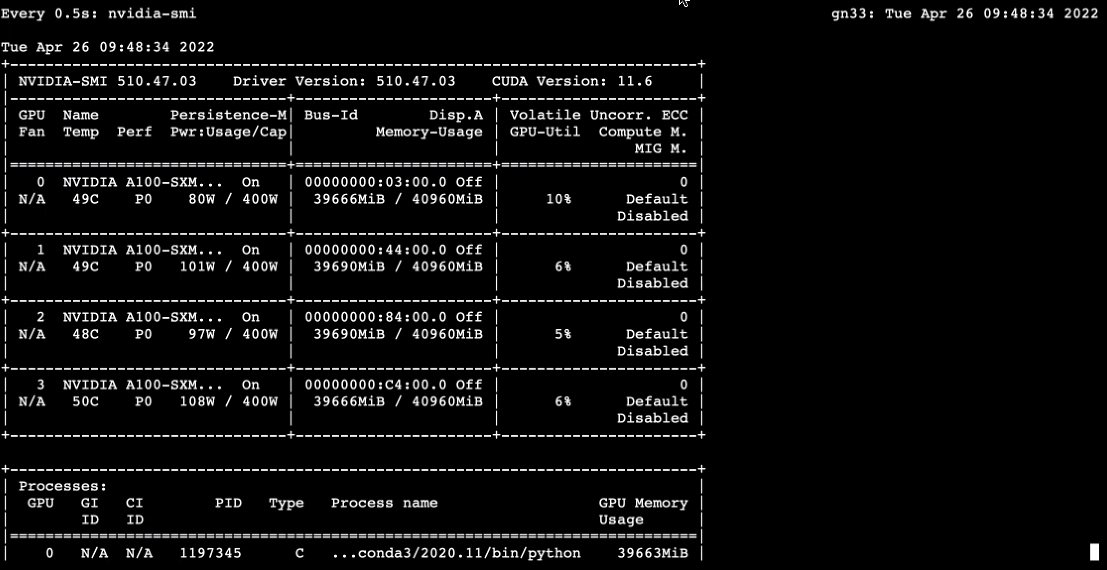 Every 0.5s: nvidia-smi gn33: Tue Apr 26 09:48:34 2022
Tue Apr 26 09:48:34 2022
+-----------------------------------------------------------------------------+
| NVIDIA-SMI 510.47.03    Driver Version: 510.47.03    CUDA Version: 11.6     |
|-------------------------------+----------------------+----------------------+
| GPU  Name        Persistence-M| Bus-Id        Disp.A | Volatile Uncorr. ECC |
| Fan  Temp  Perf  Pwr:Usage/Cap|         Memory-Usage | GPU-Util  Compute M. |
|                               |                      |               MIG M. |
|===============================+======================+======================|
|   0  NVIDIA A100-SXM...  On   | 00000000:03:00.0 Off |                    0 |
| N/A   49C    P0    80W / 400W |  39666MiB / 40960MiB |     10%      Default |
|                               |                      |             Disabled |
+-------------------------------+----------------------+----------------------+
|   1  NVIDIA A100-SXM...  On   | 00000000:44:00.0 Off |                    0 |
| N/A   49C    P0   101W / 400W |  39690MiB / 40960MiB |      6%      Default |
|                               |                      |             Disabled |
+-------------------------------+----------------------+----------------------+
|   2  NVIDIA A100-SXM...  On   | 00000000:84:00.0 Off |                    0 |
| N/A   48C    P0    97W / 400W |  39690MiB / 40960MiB |      5%      Default |
|                               |                      |             Disabled |
+-------------------------------+----------------------+----------------------+
|   3  NVIDIA A100-SXM...  On   | 00000000:C4:00.0 Off |                    0 |
| N/A   50C    P0   108W / 400W |  39666MiB / 40960MiB |      6%      Default |
|                               |                      |             Disabled |
+-------------------------------+----------------------+----------------------+
+-----------------------------------------------------------------------------+
| Processes:                                                                  |
|  GPU   GI   CI        PID   Type   Process name                  GPU Memory |
|        ID   ID                                                   Usage      |
|=============================================================================|
|    0   N/A  N/A   1197345      C   ...conda3/2020.11/bin/python    39663MiB |